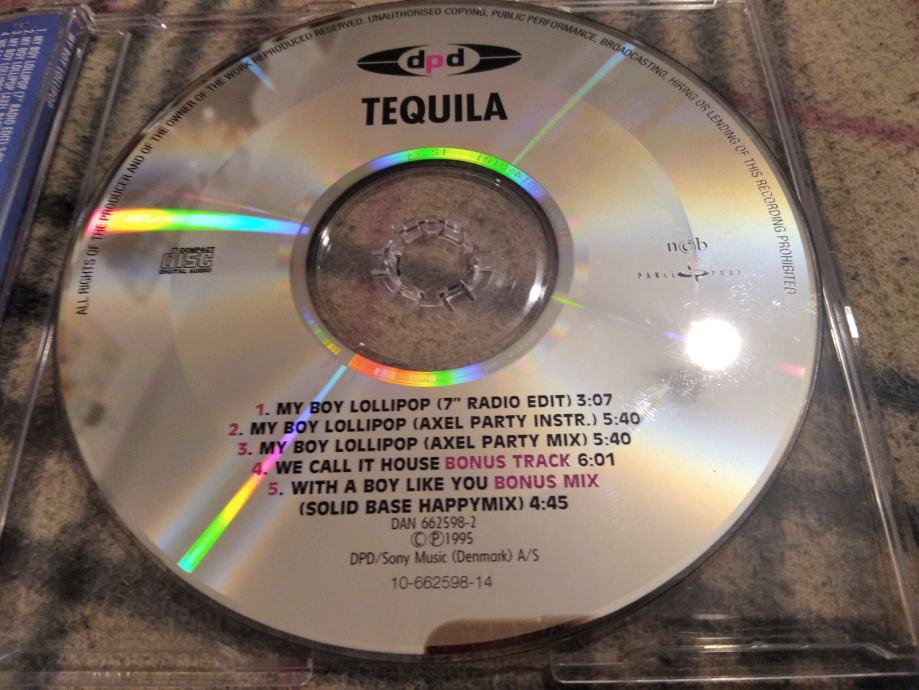 ALL RIGHTS OF THE PRODUCER AND OF THE OWNER OF THE WORK REPRODUCED RESERVED. UNAUTHORISED COPYING, PUBLIC PERFORMANCE, BROADCASTING, HIRING OR LENDING OF THIS RECORDING PROHIBITED
dpd
TEQUILA
COMPACT
disc
DIGITAL AUDIO
n©b
1. MY BOY LOLLIPOP (7" RADIO EDIT) 3:07
2. MY BOY LOLLIPOP (AXEL PARTY INSTR.) 5:40
3. MY BOY LOLLIPOP (AXEL PARTY MIX) 5:40
4. WE CALL IT HOUSE BONUS TRACK 6:01
5. WITH A BOY LIKE YOU BONUS MIX
(SOLID BASE HAPPYMIX) 4:45
DAN 662598-2
©℗1995
DPD/Sony Music (Denmark) A/S
10-662598-14